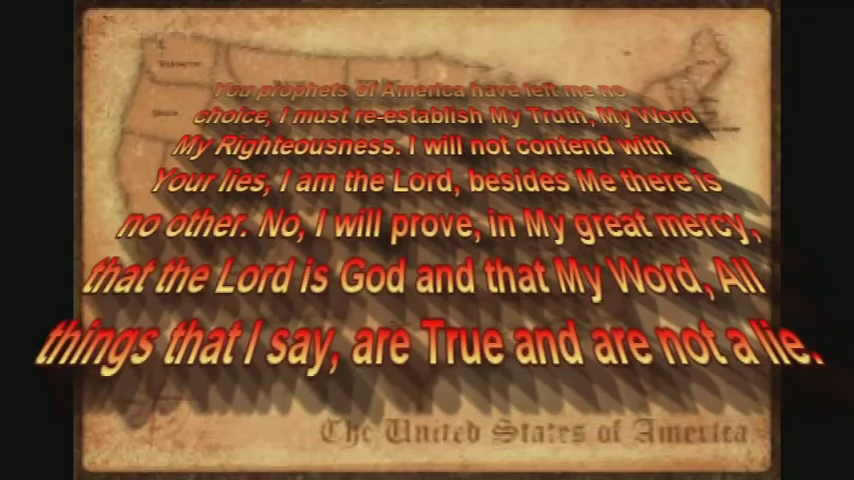 You prophets of America have left me no
choice, I must re-establish My Truth, My Word
My Righteousness. I will not contend with
Your lies, I am the Lord, besides Me there is
no other. No, I will prove, in My great mercy,
that the Lord is God and that My Word, All
things that I say, are True and are not a lie.
The United States of America